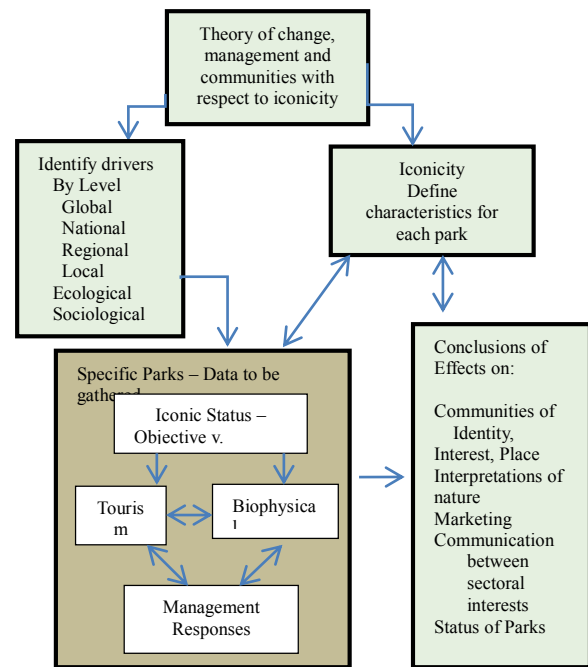 Theory of change,
management and
communities with
respect to iconicity
Identify drivers
By Level
Global
National
Regional
Local
Ecological
Sociological
Iconicity
Define
characteristics for
each park
Specific Parks – Data to be
gathered
Iconic Status –
Objective v.
Touris
m
Biophysica
l
Management
Responses
Conclusions of
Effects on:
Communities of
Identity,
Interest, Place
Interpretations of
nature
Marketing
Communication
between
sectoral
interests
Status of Parks